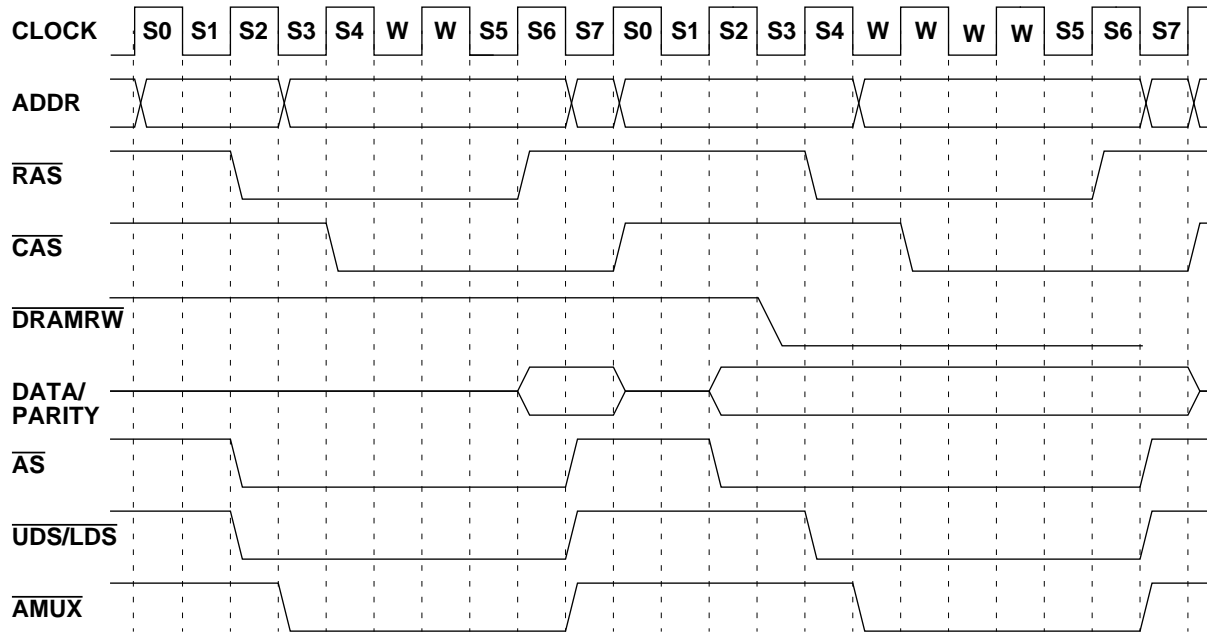 CLOCK S0 S1 S2 S3 S4 W W S5 S6 S7 S0 S1 S2 S3 S4 W W W W S5 S6 S7
ADDR
RAS
CAS
DRAMRW
DATA/
PARITY
AS
UDS/LDS
AMUX